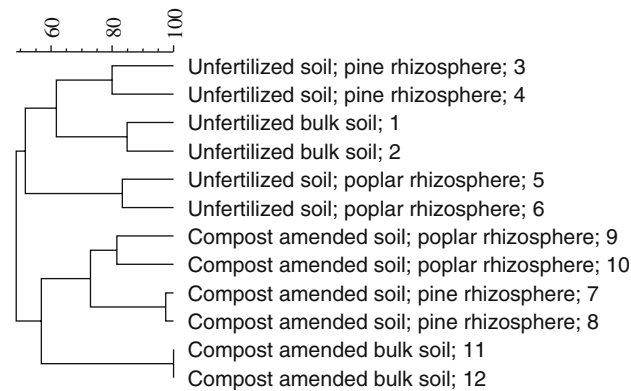 60 80 100
Unfertilized soil; pine rhizosphere; 3
Unfertilized soil; pine rhizosphere; 4
Unfertilized bulk soil; 1
Unfertilized bulk soil; 2
Unfertilized soil; poplar rhizosphere; 5
Unfertilized soil; poplar rhizosphere; 6
Compost amended soil; poplar rhizosphere; 9
Compost amended soil; poplar rhizosphere; 10
Compost amended soil; pine rhizosphere; 7
Compost amended soil; pine rhizosphere; 8
Compost amended bulk soil; 11
Compost amended bulk soil; 12